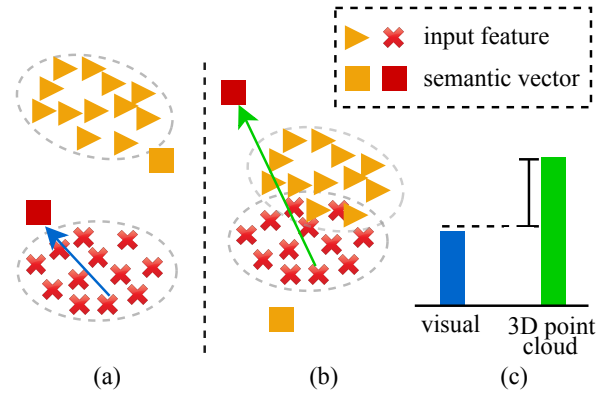 input feature
semantic vector
visual
3D point
cloud
(a)
(b)
(c)